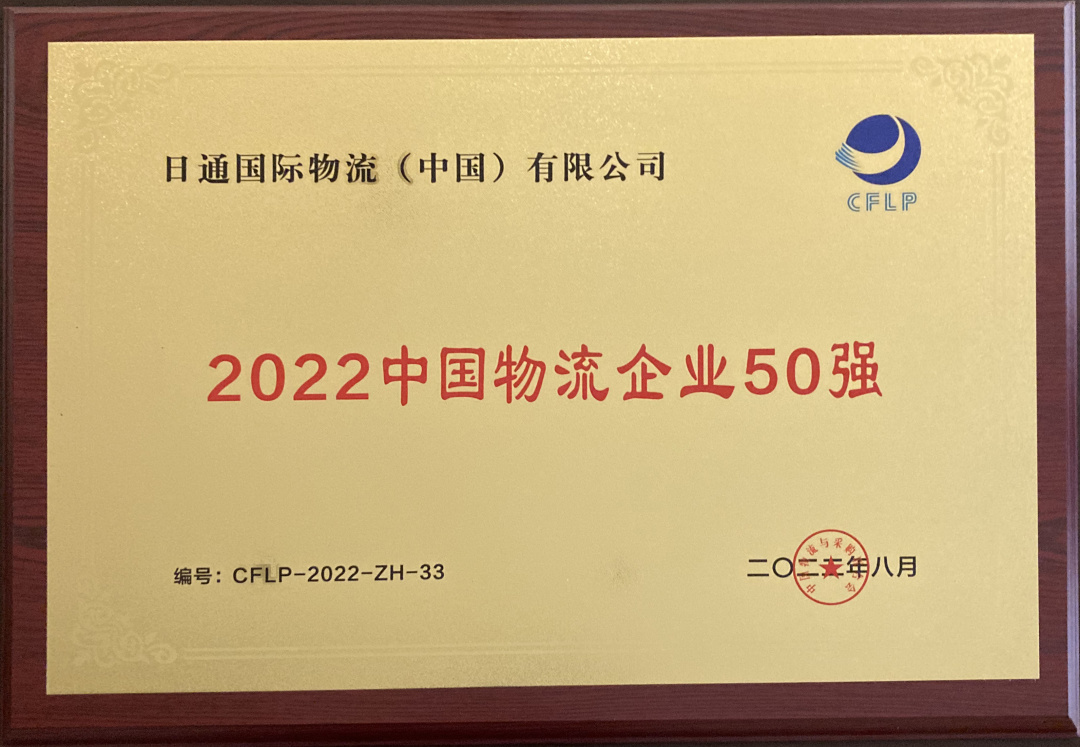 日通国际物流（中国）有限公司
CFLP
2022中国物流企业50强
编号：CFLP-2022-ZH-33
二〇二二年八月